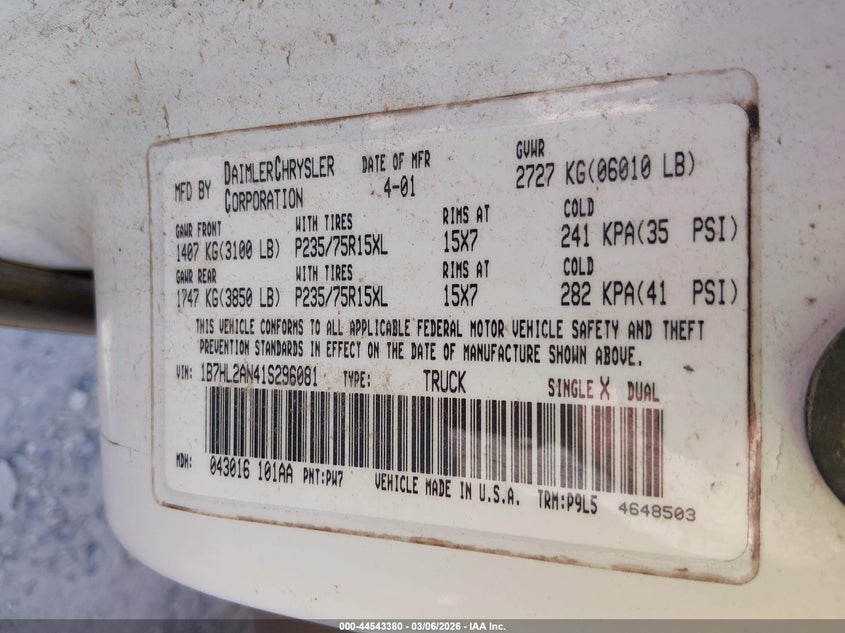 MFD BY DAIMLERCHRYSLER CORPORATION DATE OF MFR 4-01 GVWR 2727 KG(06010 LB)
GAWR FRONT WITH TIRES RIMS AT COLD
1407 KG(3100 LB) P235/75R15XL 15X7 241 KPA(35 PSI)
GAWR REAR WITH TIRES RIMS AT COLD
1747 KG(3850 LB) P235/75R15XL 15X7 282 KPA(41 PSI)
THIS VEHICLE CONFORMS TO ALL APPLICABLE FEDERAL MOTOR VEHICLE SAFETY AND THEFT
PREVENTION STANDARDS IN EFFECT ON THE DATE OF MANUFACTURE SHOWN ABOVE.
VIN: 1B7HL2AN41S296081 TYPE: TRUCK SINGLE X DUAL
MDH: 043016 101AA PNT:PW7 VEHICLE MADE IN U.S.A. TRM:P9L5 4648503
000-44543380 - 03/06/2026 - IAA Inc.